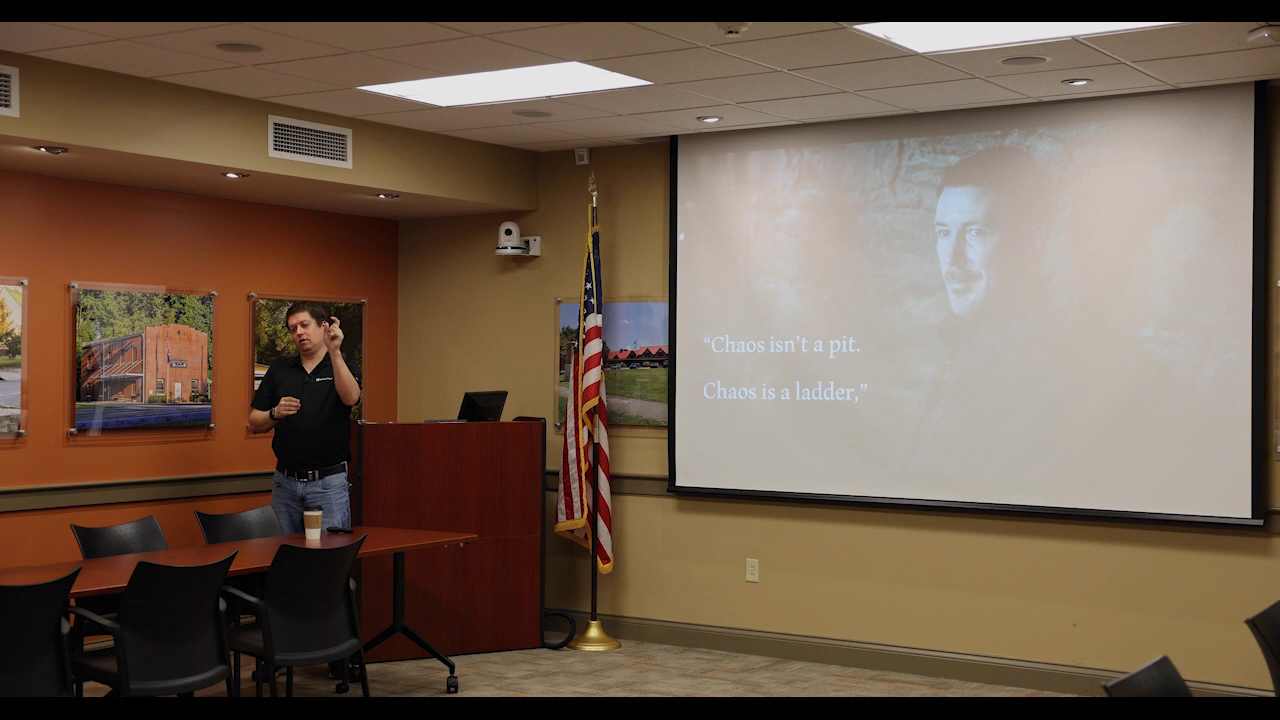 “Chaos isn’t a pit.
Chaos is a ladder,”